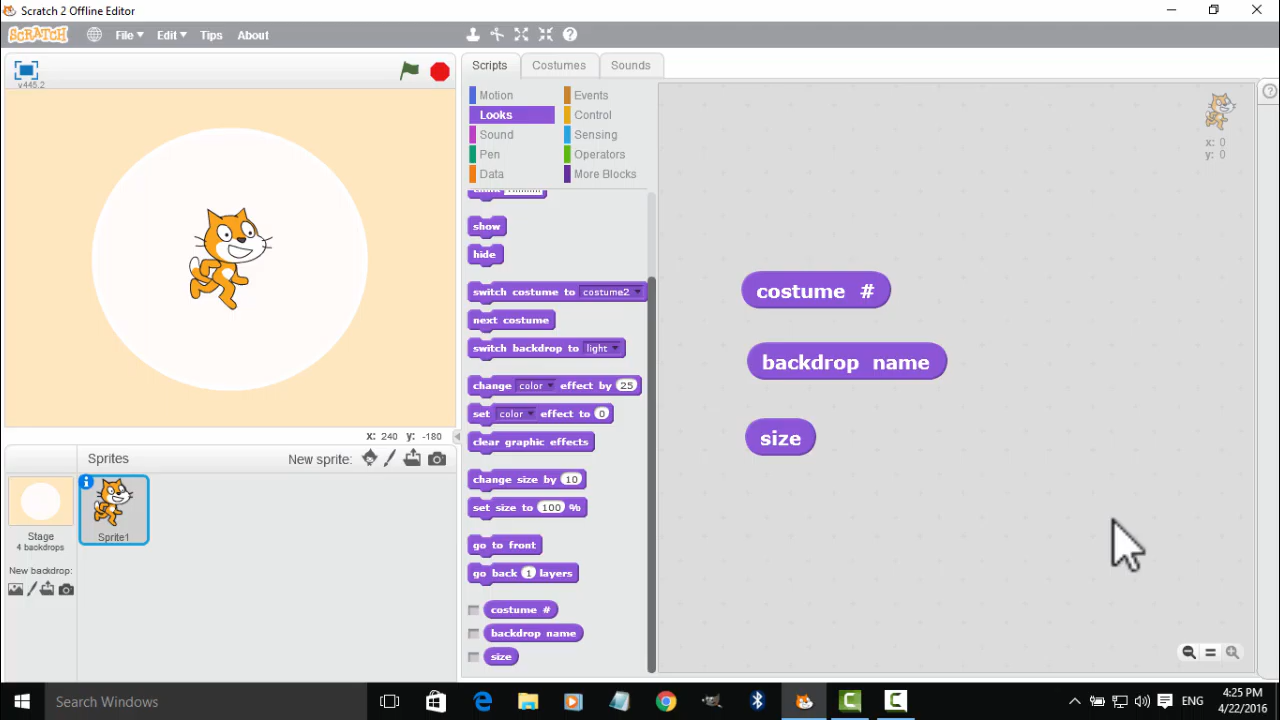 Scratch 2 Offline Editor
SCRATCH File Edit Tips About
v445.2
Scripts Costumes Sounds
Motion Events
Looks Control
Sound Sensing
Pen Operators
Data More Blocks
show
hide
switch costume to costume2
next costume
switch backdrop to light
change color effect by 25
set color effect to 0
clear graphic effects
change size by 10
set size to 100 %
go to front
go back 1 layers
costume #
backdrop name
size
costume #
backdrop name
size
x: 0
y: 0
x: 240 y: -180
Sprites New sprite:
Stage
4 backdrops
New backdrop:
Sprite1
Search Windows
ENG
4:25 PM
4/22/2016